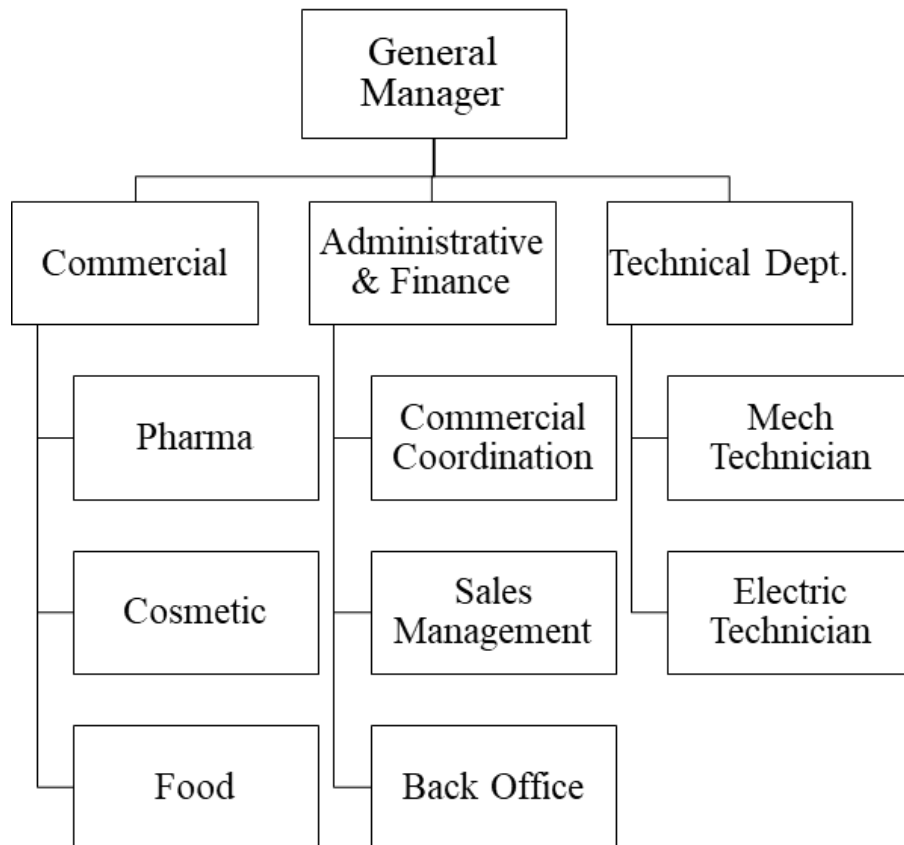 General
Manager
Commercial
Administrative
& Finance
Technical Dept.
Pharma
Commercial
Coordination
Mech
Technician
Cosmetic
Sales
Management
Electric
Technician
Food
Back Office